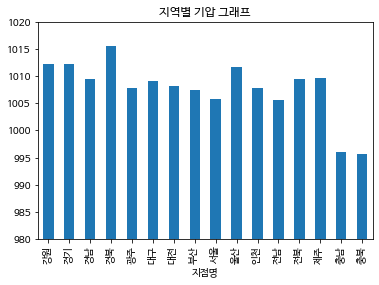 지역별 기압 그래프
1020
1015
1010
1005
1000
995
990
985
980
강원
경기
경남
경북
광주
대구
대전
부산
서울
울산
인천
전남
전북
제주
충남
충북
지점명